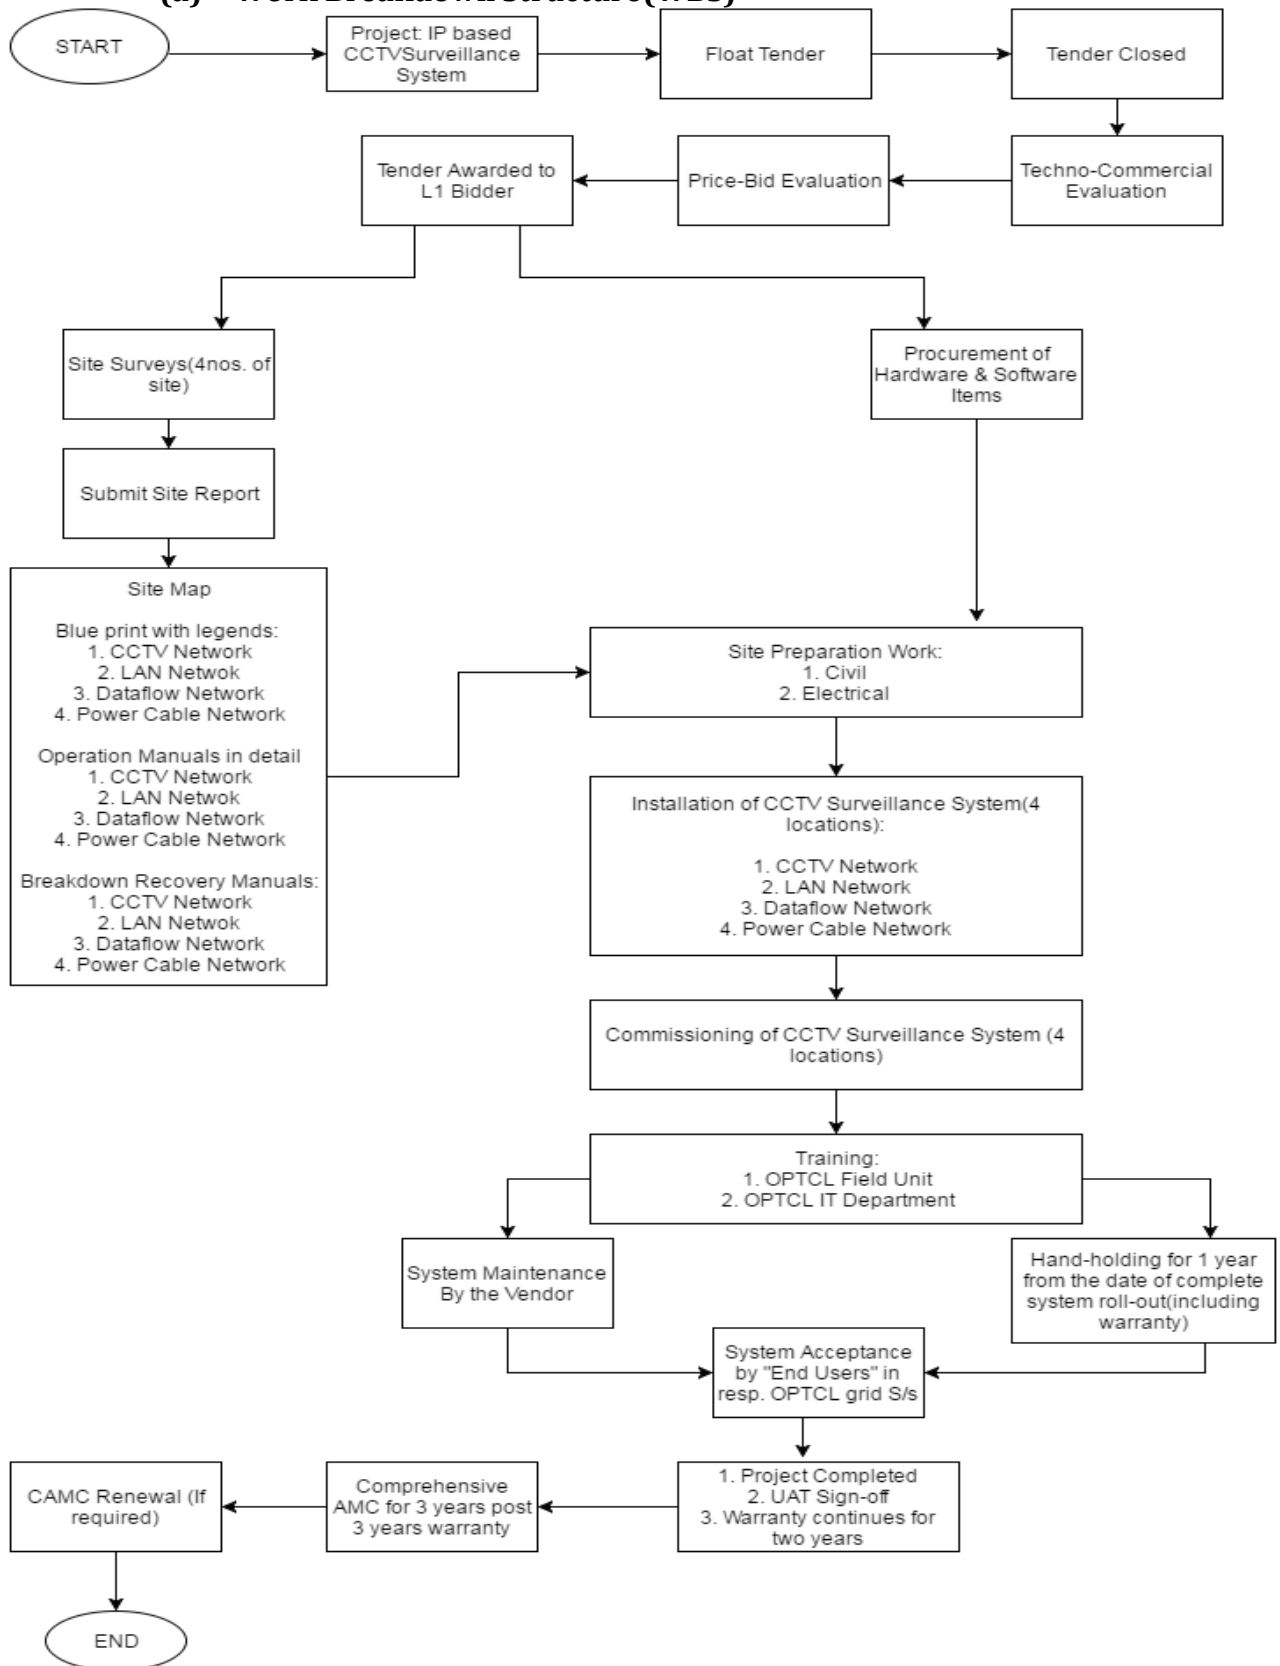 (a) Work Breakdown Structure(WBS)
START
Project: IP based
CCTVSurveillance
System
Float Tender
Tender Closed
Techno-Commercial
Evaluation
Price-Bid Evaluation
Tender Awarded to
L1 Bidder
Site Surveys(4nos. of
site)
Procurement of
Hardware & Software
Items
Submit Site Report
Site Map
Blue print with legends:
1. CCTV Network
2. LAN Netwok
3. Dataflow Network
4. Power Cable Network
Operation Manuals in detail
1. CCTV Network
2. LAN Netwok
3. Dataflow Network
4. Power Cable Network
Breakdown Recovery Manuals:
1. CCTV Network
2. LAN Netwok
3. Dataflow Network
4. Power Cable Network
Site Preparation Work:
1. Civil
2. Electrical
Installation of CCTV Surveillance System(4
locations):
1. CCTV Network
2. LAN Network
3. Dataflow Network
4. Power Cable Network
Commissioning of CCTV Surveillance System (4
locations)
Training:
1. OPTCL Field Unit
2. OPTCL IT Department
System Maintenance
By the Vendor
Hand-holding for 1 year
from the date of complete
system roll-out(including
warranty)
System Acceptance
by "End Users" in
resp. OPTCL grid S/s
1. Project Completed
2. UAT Sign-off
3. Warranty continues for
two years
Comprehensive
AMC for 3 years post
3 years warranty
CAMC Renewal (If
required)
END